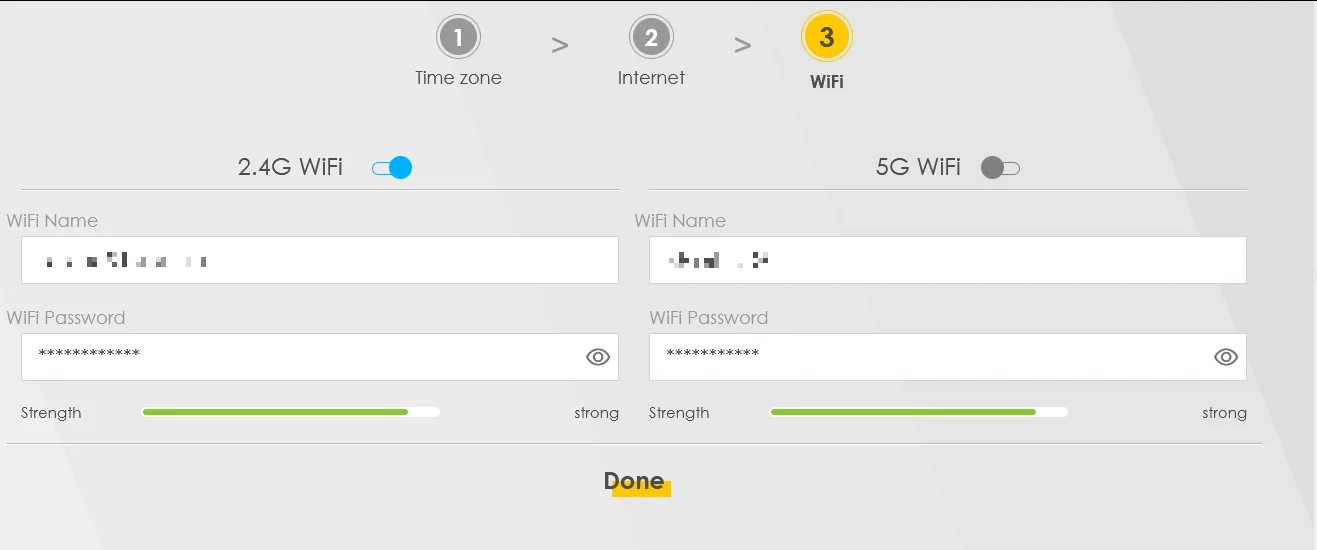 1 > 2 > 3
Time zone Internet WiFi
2.4G WiFi 5G WiFi
WiFi Name WiFi Name
WiFi Password WiFi Password
************ ***********
Strength strong Strength strong
Done